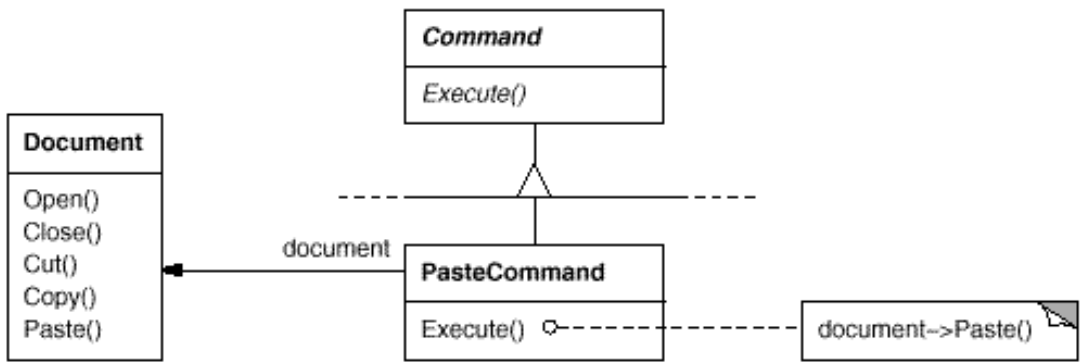 Command
Execute()
Document
Open()
Close()
Cut()
Copy()
Paste()
document
PasteCommand
Execute()
document->Paste()